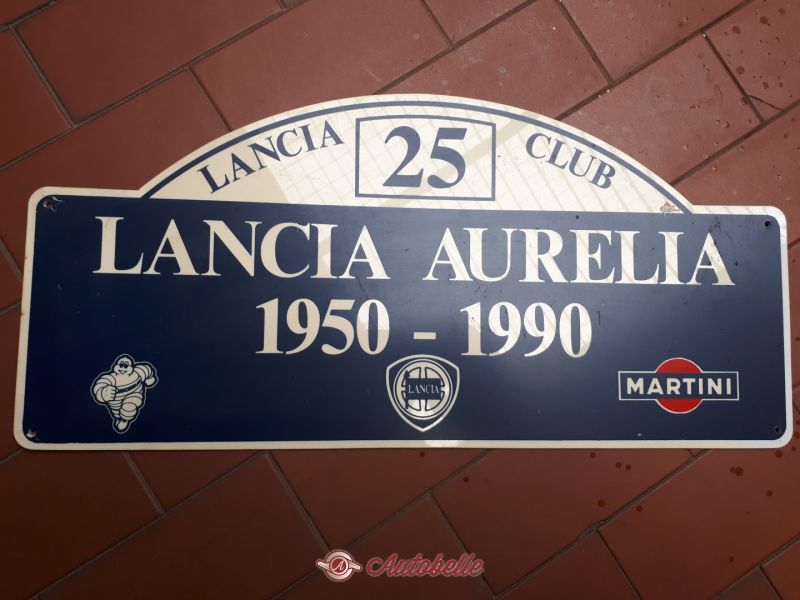 LANCIA 25 CLUB
LANCIA AURELIA
1950 - 1990
LANCIA
MARTINI
A Autobelle